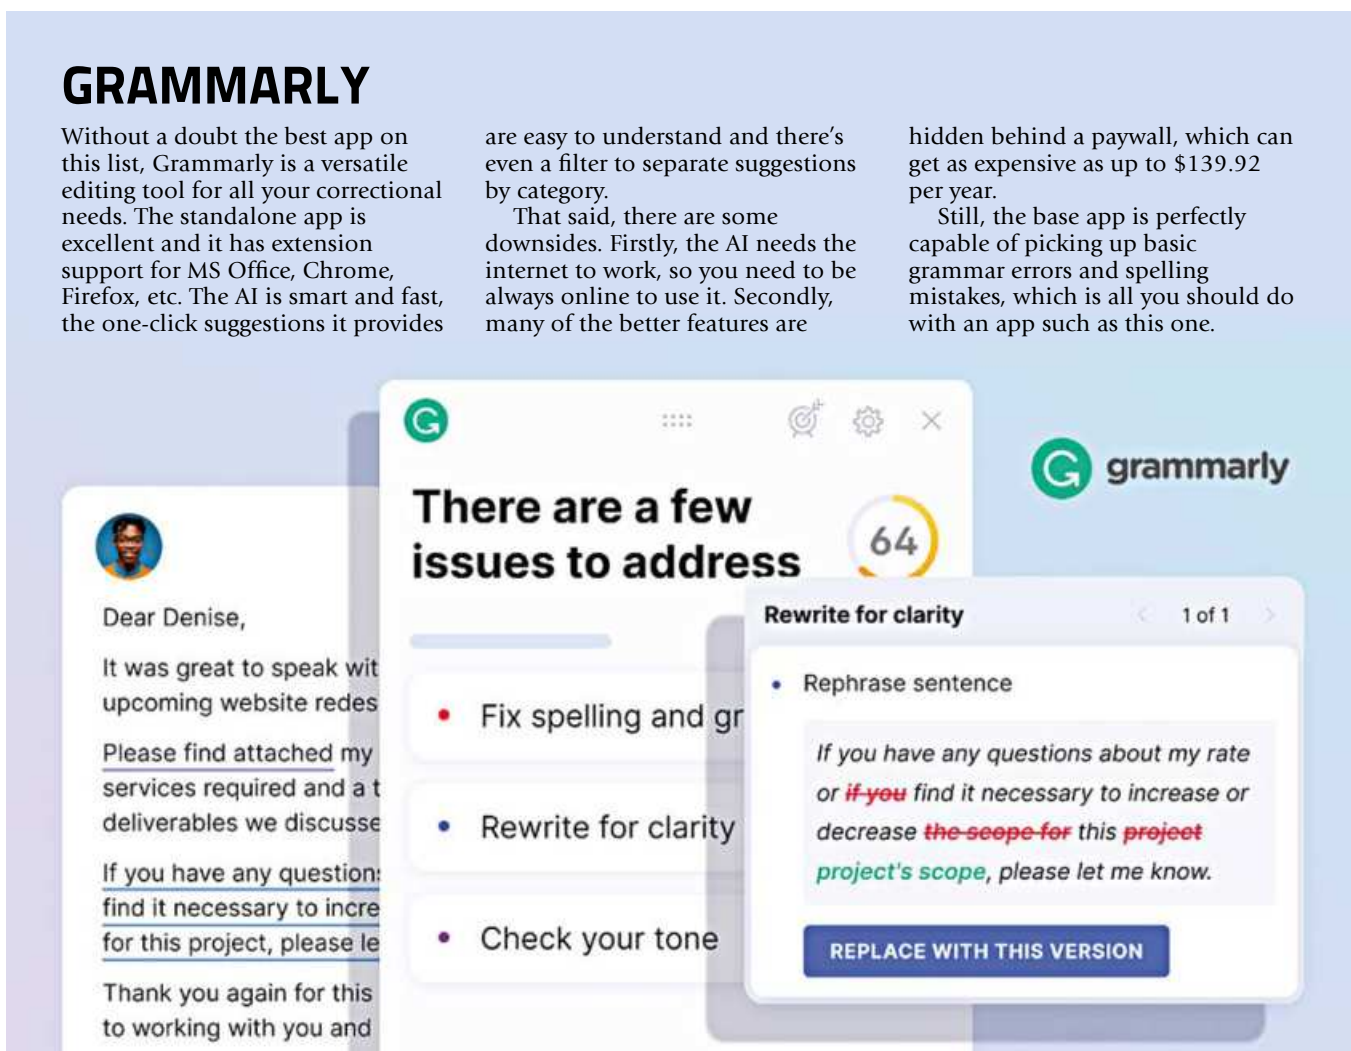 GRAMMARLY
Without a doubt the best app on
this list, Grammarly is a versatile
editing tool for all your correctional
needs. The standalone app is
excellent and it has extension
support for MS Office, Chrome,
Firefox, etc. The AI is smart and fast,
the one-click suggestions it provides
are easy to understand and there’s
even a filter to separate suggestions
by category.
That said, there are some
downsides. Firstly, the AI needs the
internet to work, so you need to be
always online to use it. Secondly,
many of the better features are
hidden behind a paywall, which can
get as expensive as up to $139.92
per year.
Still, the base app is perfectly
capable of picking up basic
grammar errors and spelling
mistakes, which is all you should do
with an app such as this one.
Dear Denise,
It was great to speak wit
upcoming website redes
Please find attached my
services required and a t
deliverables we discusse
If you have any question
find it necessary to incre
for this project, please le
Thank you again for this
to working with you and
There are a few
issues to address
64
Fix spelling and gr
Rewrite for clarity
Check your tone
grammarly
Rewrite for clarity
1 of 1
Rephrase sentence
If you have any questions about my rate
or if you find it necessary to increase or
decrease the scope for this project
project's scope, please let me know.
REPLACE WITH THIS VERSION